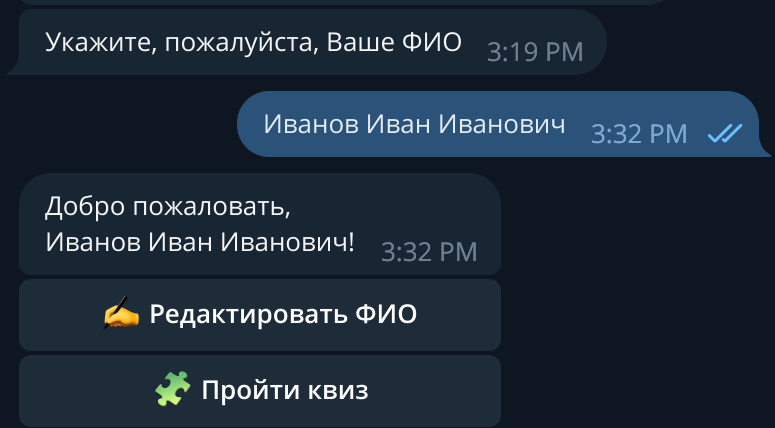 Укажите, пожалуйста, Ваше ФИО 3:19 PM
Иванов Иван Иванович 3:32 PM
Добро пожаловать,
Иванов Иван Иванович! 3:32 PM
✍️ Редактировать ФИО
🧩 Пройти квиз